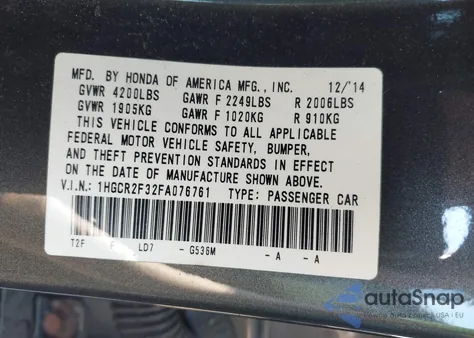 MFD. BY HONDA OF AMERICA MFG., INC. 12/'14
GVWR 4200LBS GAWR F 2249LBS R 2006LBS
GVWR 1905KG GAWR F 1020KG R 910KG
THIS VEHICLE CONFORMS TO ALL APPLICABLE
FEDERAL MOTOR VEHICLE SAFETY, BUMPER,
AND THEFT PREVENTION STANDARDS IN EFFECT
ON THE DATE OF MANUFACTURE SHOWN ABOVE.
V.I.N.: 1HGCR2F32FA076761 TYPE: PASSENGER CAR
T2F F LD7 - G536M - A - A
autaSnap